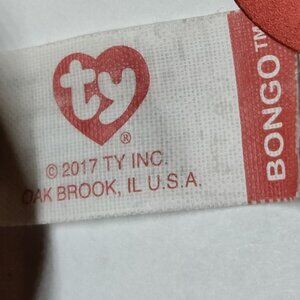 ty
®
© 2017 TY INC.
OAK BROOK, IL U.S.A.
BONGO™